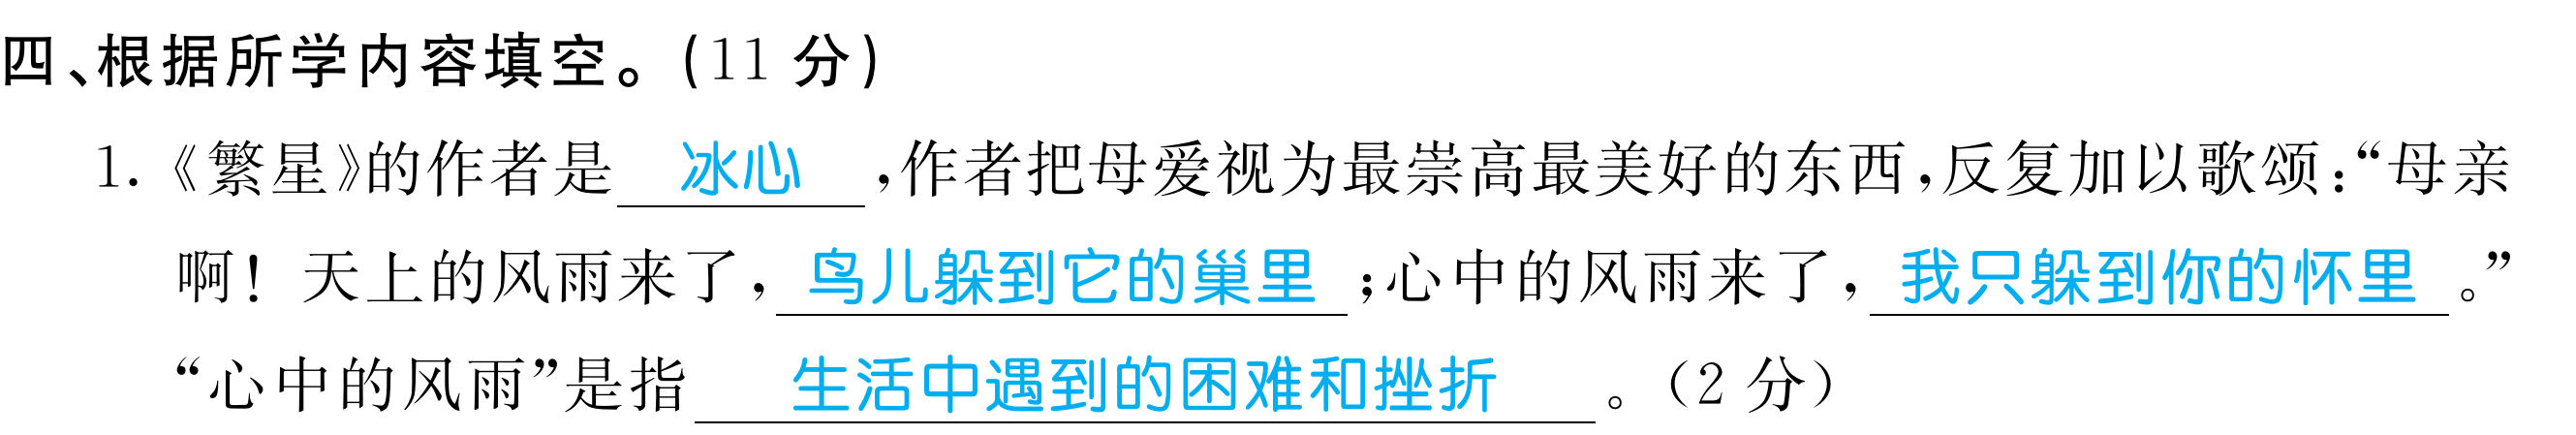 四、根据所学内容填空。(11 分)
1.《繁星》的作者是 冰心 ,作者把母爱视为最崇高最美好的东西,反复加以歌颂:“母亲
啊! 天上的风雨来了, 鸟儿躲到它的巢里 ;心中的风雨来了, 我只躲到你的怀里 。”
“心中的风雨”是指 生活中遇到的困难和挫折 。(2 分)